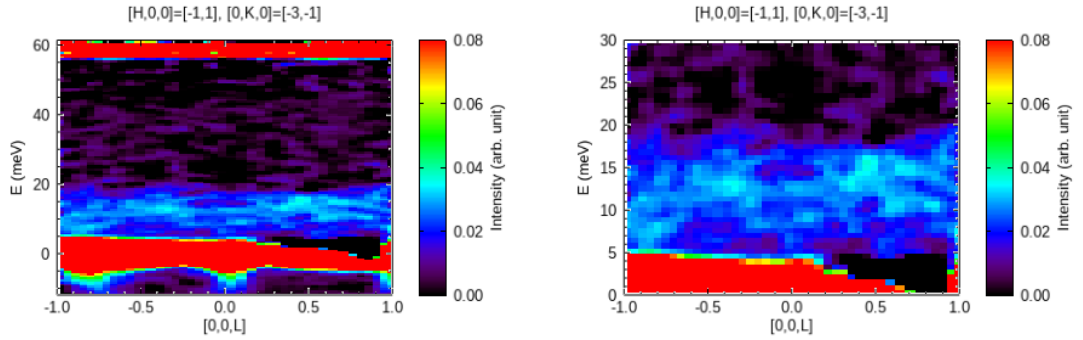 [H,0,0]=[-1,1], [0,K,0]=[-3,-1]
60
40
20
0
E (meV)
-1.0 -0.5 0.0 0.5 1.0
[0,0,L]
0.08
0.06
0.04
0.02
0.00
Intensity (arb. unit)
[H,0,0]=[-1,1], [0,K,0]=[-3,-1]
30
25
20
15
10
5
0
E (meV)
-1.0 -0.5 0.0 0.5 1.0
[0,0,L]
0.08
0.06
0.04
0.02
0.00
Intensity (arb. unit)